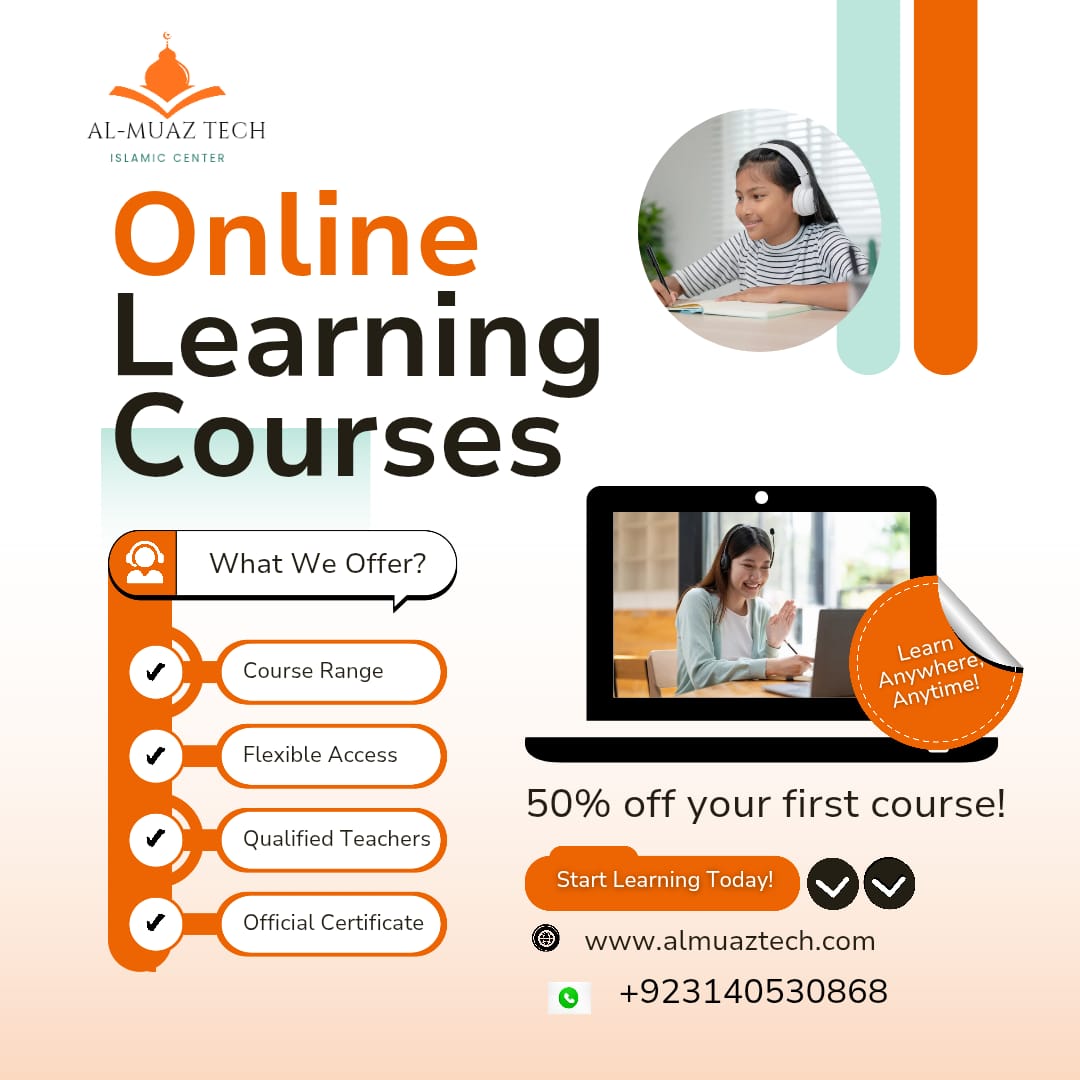 AL-MUAZ TECH
ISLAMIC CENTER
Online
Learning
Courses
What We Offer?
Course Range
Flexible Access
Qualified Teachers
Official Certificate
Learn
Anywhere,
Anytime!
50% off your first course!
Start Learning Today!
www.almuaztech.com
+923140530868